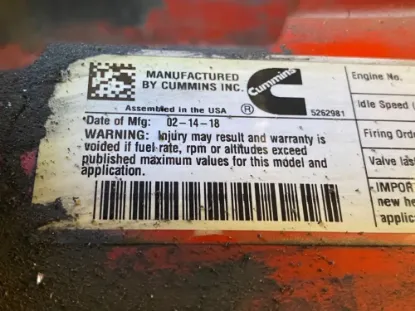 MANUFACTURED
BY CUMMINS INC.
Cummins
Assembled in the USA ®
5262981
Date of Mfg: 02-14-18
WARNING: Injury may result and warranty is
voided if fuel rate, rpm or altitudes exceed
published maximum values for this model and
application.
Engine No.
Idle Speed
Firing Ord
Valve las
IMPOR
new he
applic